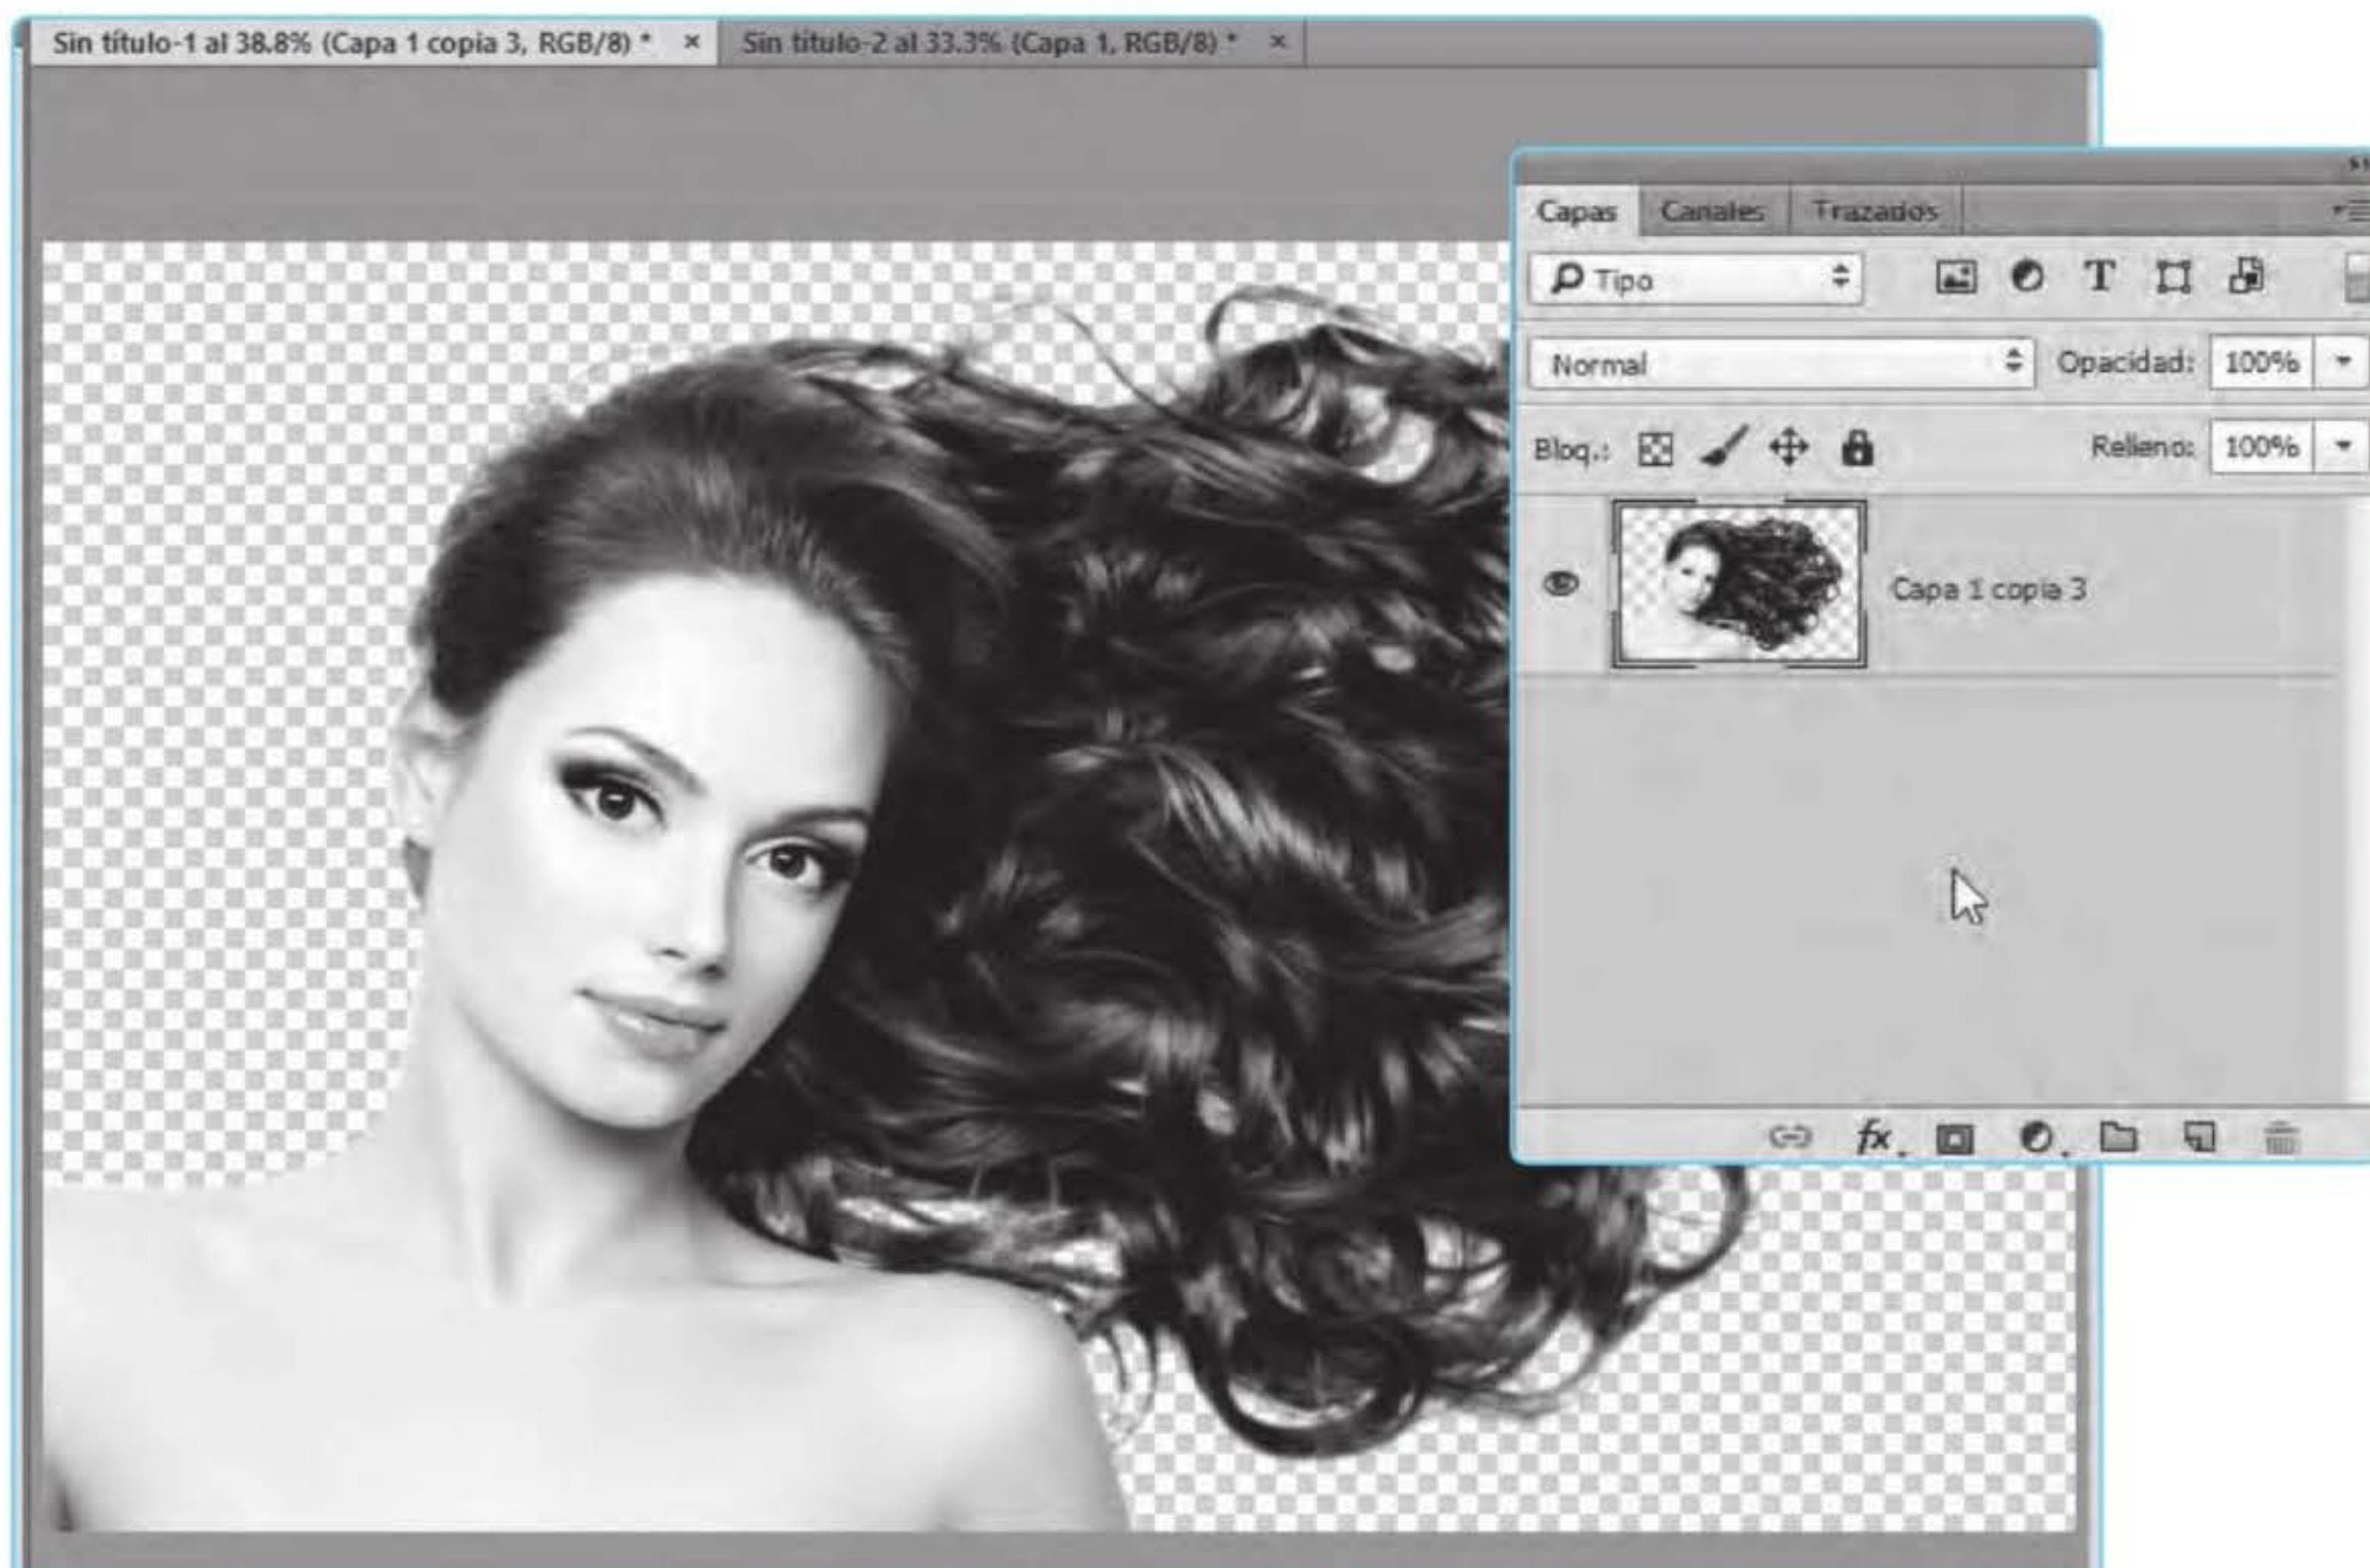 Sin título-1 al 38.8% (Capa 1 copia 3, RGB/8) * × Sin título-2 al 33.3% (Capa 1, RGB/8) * ×
Capas Canales Trazados
Tipo T
Normal Opacidad: 100%
Bloq.: Relleno: 100%
Capa 1 copia 3
fx